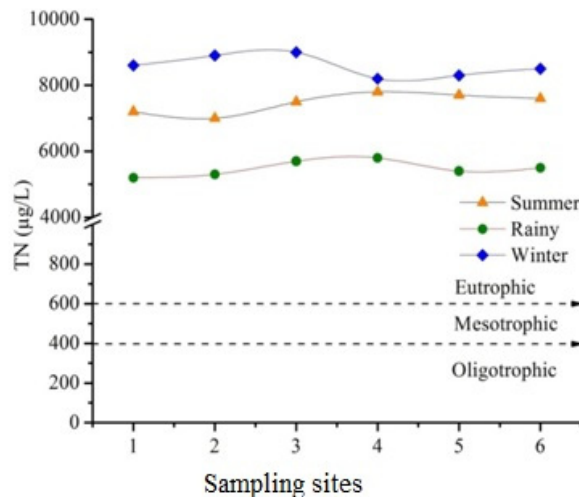 10000
8000
6000
4000
800
600
400
200
0
TN (µg/L)
Summer
Rainy
Winter
Eutrophic
Mesotrophic
Oligotrophic
1 2 3 4 5 6
Sampling sites